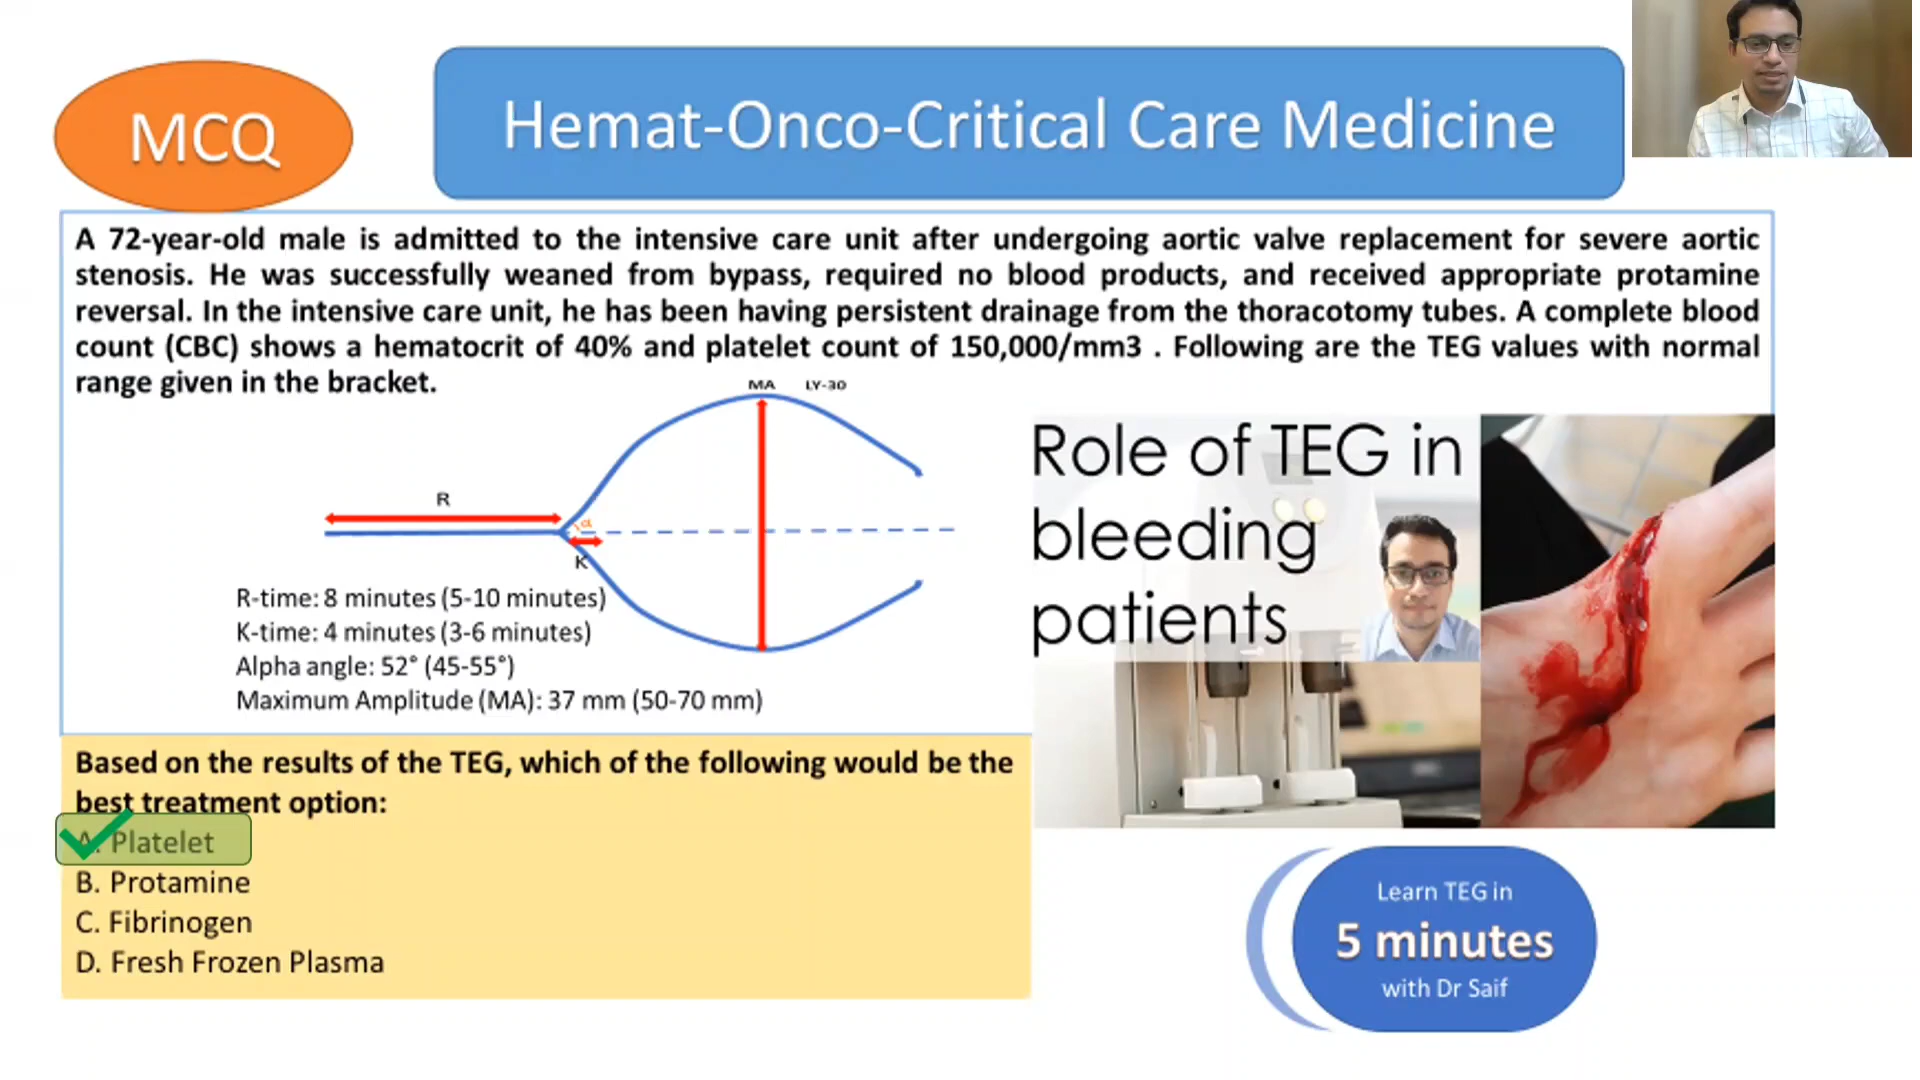 MCQ
Hemat-Onco-Critical Care Medicine
A 72-year-old male is admitted to the intensive care unit after undergoing aortic valve replacement for severe aortic
stenosis. He was successfully weaned from bypass, required no blood products, and received appropriate protamine
reversal. In the intensive care unit, he has been having persistent drainage from the thoracotomy tubes. A complete blood
count (CBC) shows a hematocrit of 40% and platelet count of 150,000/mm3 . Following are the TEG values with normal
range given in the bracket.
MA LY-30
R
α
K
R-time: 8 minutes (5-10 minutes)
K-time: 4 minutes (3-6 minutes)
Alpha angle: 52° (45-55°)
Maximum Amplitude (MA): 37 mm (50-70 mm)
Role of TEG in
bleeding
patients
Based on the results of the TEG, which of the following would be the
best treatment option:
A. Platelet
B. Protamine
C. Fibrinogen
D. Fresh Frozen Plasma
Learn TEG in
5 minutes
with Dr Saif